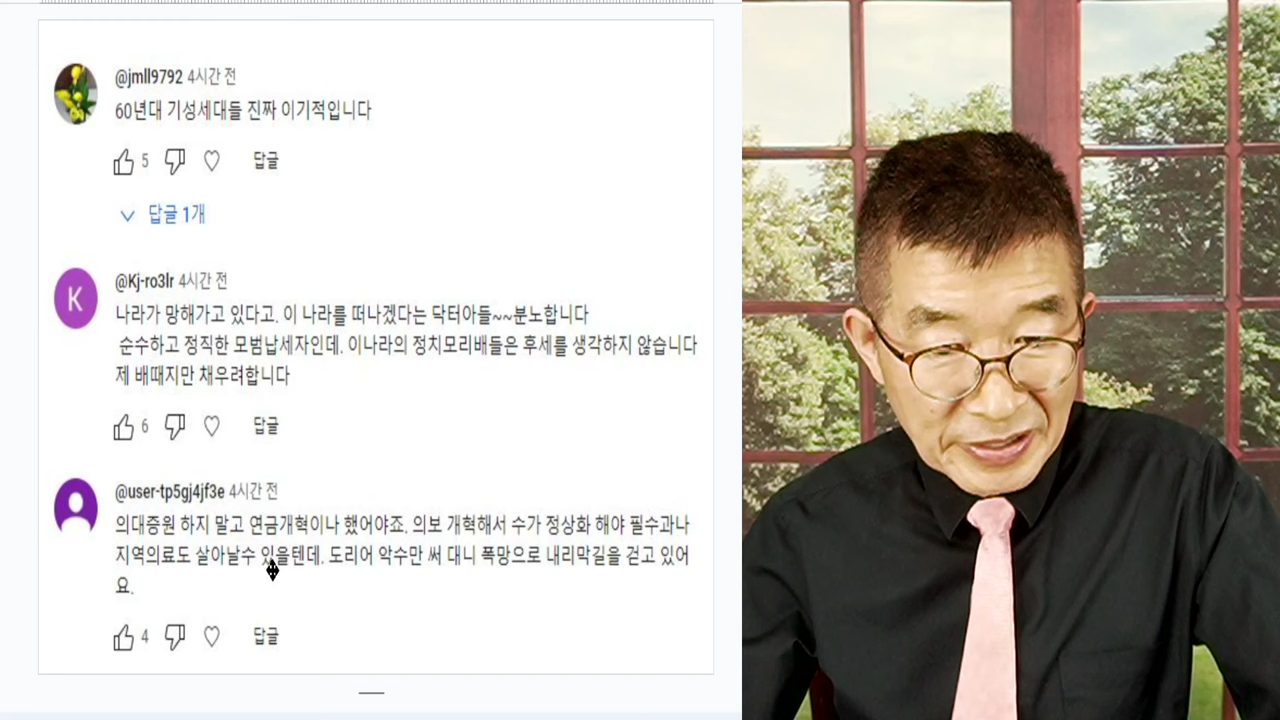 @jmll9792 4시간 전
60년대 기성세대들 진짜 이기적입니다
5 답글
답글 1개
K
@Kj-ro3lr 4시간 전
나라가 망해가고 있다고. 이 나라를 떠나겠다는 닥터아들~~분노합니다
순수하고 정직한 모범납세자인데. 이나라의 정치모리배들은 후세를 생각하지 않습니다
제 배때지만 채우려합니다
6 답글
@user-tp5gj4jf3e 4시간 전
의대증원 하지 말고 연금개혁이나 했어야죠. 의보 개혁해서 수가 정상화 해야 필수과나
지역의료도 살아날수 있을텐데. 도리어 악수만 써 대니 폭망으로 내리막길을 걷고 있어
요.
4 답글